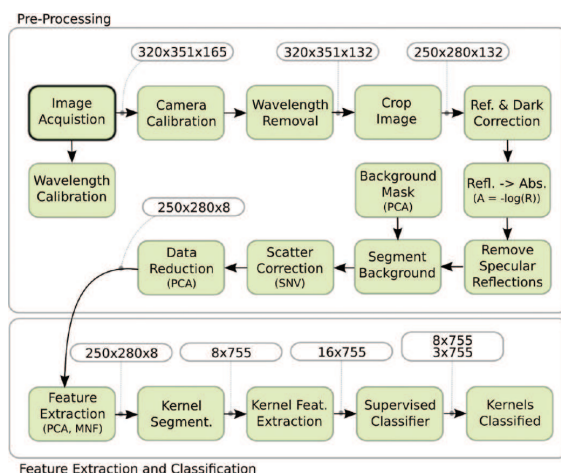 Pre-Processing
320x351x165
320x351x132
250x280x132
Image
Acquistion
Camera
Calibration
Wavelength
Removal
Crop
Image
Ref. & Dark
Correction
Wavelength
Calibration
Background
Mask
(PCA)
Refl. -> Abs.
(A = -log(R))
250x280x8
Data
Reduction
(PCA)
Scatter
Correction
(SNV)
Segment
Background
Remove
Specular
Reflections
250x280x8
8x755
16x755
8x755
3x755
Feature
Extraction
(PCA, MNF)
Kernel
Segment.
Kernel Feat.
Extraction
Supervised
Classifier
Kernels
Classified
Feature Extraction and Classification